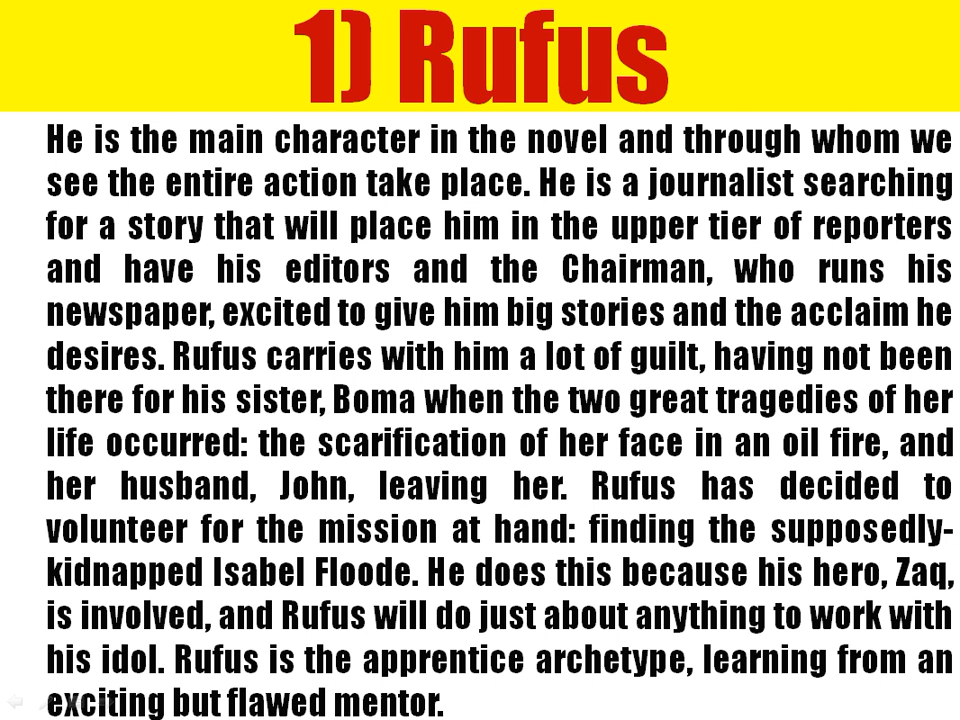 1) Rufus
He is the main character in the novel and through whom we
see the entire action take place. He is a journalist searching
for a story that will place him in the upper tier of reporters
and have his editors and the Chairman, who runs his
newspaper, excited to give him big stories and the acclaim he
desires. Rufus carries with him a lot of guilt, having not been
there for his sister, Boma when the two great tragedies of her
life occurred: the scarification of her face in an oil fire, and
her husband, John, leaving her. Rufus has decided to
volunteer for the mission at hand: finding the supposedly-
kidnapped Isabel Floode. He does this because his hero, Zaq,
is involved, and Rufus will do just about anything to work with
his idol. Rufus is the apprentice archetype, learning from an
exciting but flawed mentor.